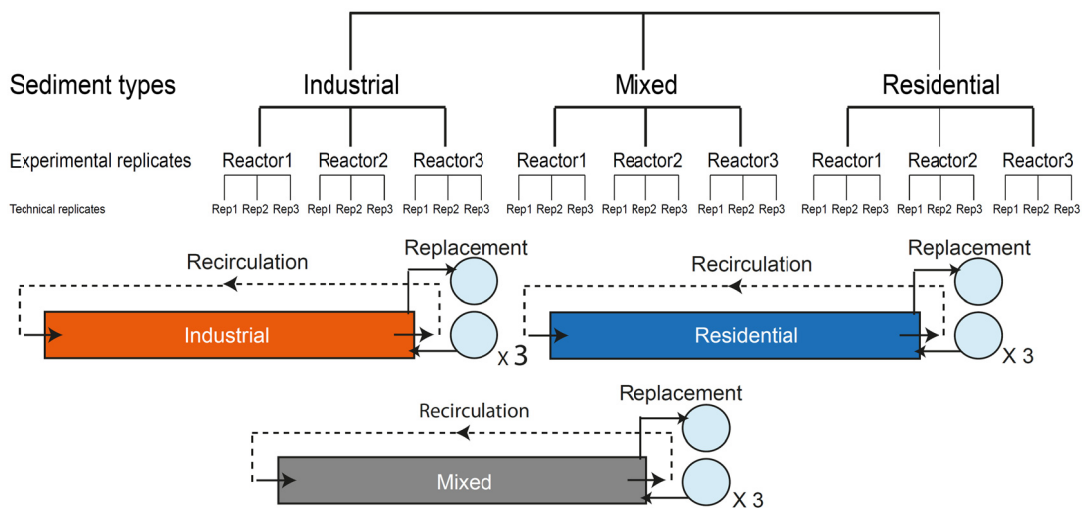 Sediment types Industrial Mixed Residential
Experimental replicates Reactor1 Reactor2 Reactor3 Reactor1 Reactor2 Reactor3 Reactor1 Reactor2 Reactor3
Technical replicates Rep1 Rep2 Rep3 Rep1 Rep2 Rep3 Rep1 Rep2 Rep3 Rep1 Rep2 Rep3 Rep1 Rep2 Rep3 Rep1 Rep2 Rep3 Rep1 Rep2 Rep3 Rep1 Rep2 Rep3 Rep1 Rep2 Rep3
Replacement
Recirculation
Industrial
X 3
Replacement
Recirculation
Residential
X 3
Replacement
Recirculation
Mixed
X 3